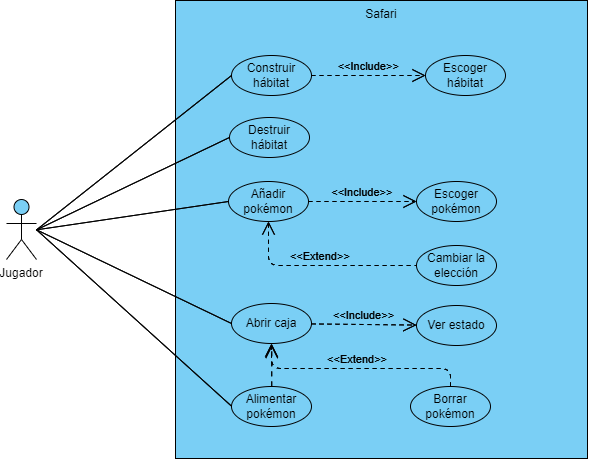 Safari
Construir
hábitat
<<Include>>
Escoger
hábitat
Destruir
hábitat
Añadir
pokémon
<<Include>>
Escoger
pokémon
Jugador
<<Extend>>
Cambiar la
elección
Abrir caja
<<Include>>
Ver estado
<<Extend>>
Alimentar
pokémon
Borrar
pokémon